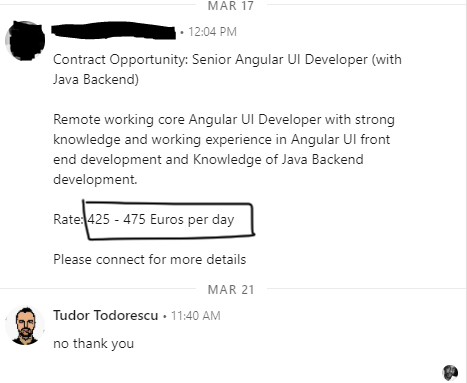 MAR 17
• 12:04 PM
Contract Opportunity: Senior Angular UI Developer (with
Java Backend)
Remote working core Angular UI Developer with strong
knowledge and working experience in Angular UI front
end development and Knowledge of Java Backend
development.
Rate: 425 - 475 Euros per day
Please connect for more details
MAR 21
Tudor Todorescu • 11:40 AM
no thank you